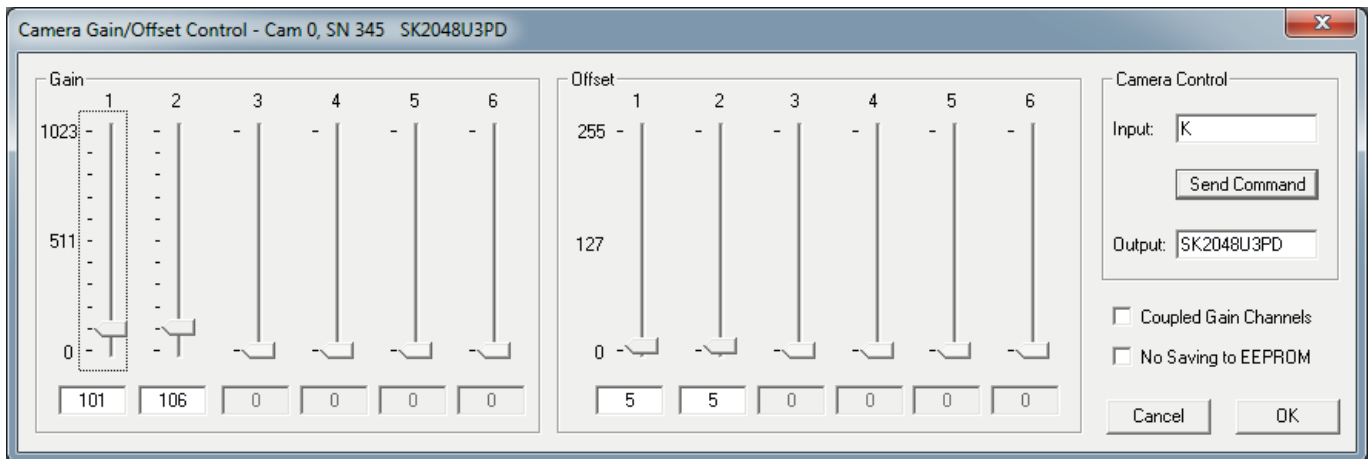 Camera Gain/Offset Control - Cam 0, SN 345 SK2048U3PD
Gain
1 2 3 4 5 6
1023
511
0
101 106 0 0 0 0
Offset
1 2 3 4 5 6
255
127
0
5 5 0 0 0 0
Camera Control
Input: K
Send Command
Output: SK2048U3PD
Coupled Gain Channels
No Saving to EEPROM
Cancel OK